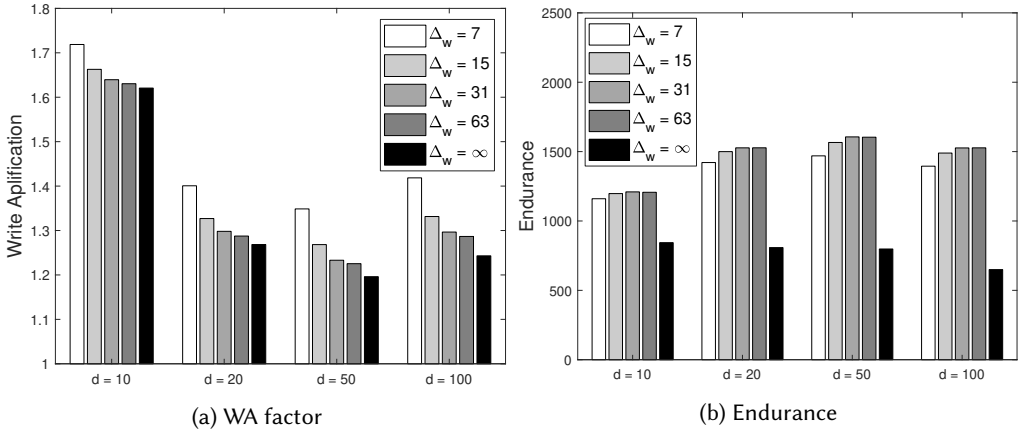 1.8
1.7
1.6
1.5
1.4
1.3
1.2
1.1
1
Write Aplification
Δw = 7
Δw = 15
Δw = 31
Δw = 63
Δw = ∞
d = 10 d = 20 d = 50 d = 100
(a) WA factor
2500
2000
1500
1000
500
0
Endurance
Δw = 7
Δw = 15
Δw = 31
Δw = 63
Δw = ∞
d = 10 d = 20 d = 50 d = 100
(b) Endurance